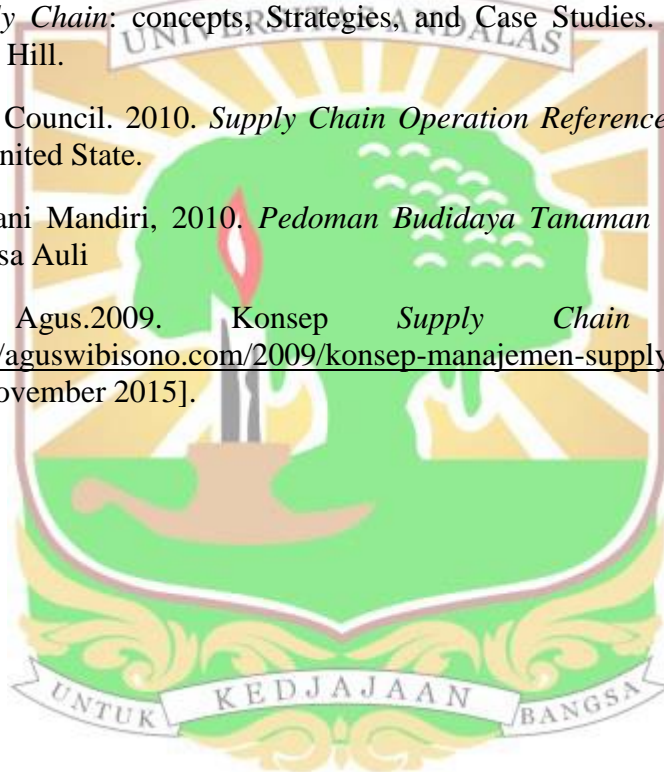 ly Chain: concepts, Strategies, and Case Studies.
UNIVERSITAS ANDALAS
Hill.
Council. 2010. Supply Chain Operation Reference
nited State.
ani Mandiri, 2010. Pedoman Budidaya Tanaman
sa Auli
Agus.2009. Konsep Supply Chain
/aguswibisono.com/2009/konsep-manajemen-supply
ovember 2015].
UNTUK KEDJAJAAN BANGSA